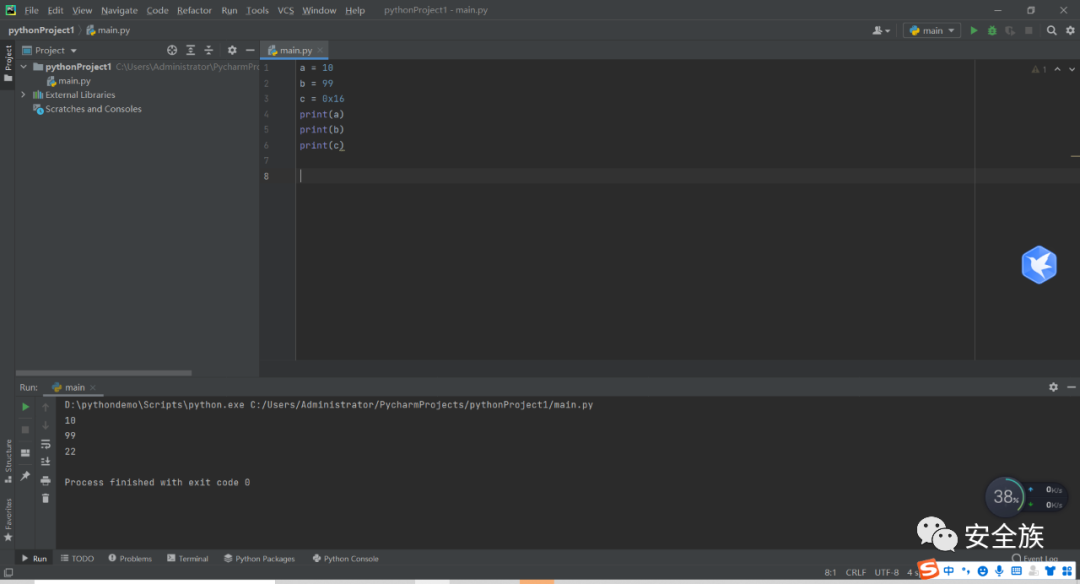 File Edit View Navigate Code Refactor Run Tools VCS Window Help pythonProject1 - main.py
pythonProject1 main.py main
Project main.py
Project
pythonProject1 C:\Users\Administrator\PycharmPr
main.py
External Libraries
Scratches and Consoles
1 a = 10
2 b = 99
3 c = 0x16
4 print(a)
5 print(b)
6 print(c)
7
8
1
Run: main
D:\pythondemo\Scripts\python.exe C:/Users/Administrator/PycharmProjects/pythonProject1/main.py
10
99
22
Process finished with exit code 0
Structure
Favorites
38%
0K/s
0K/s
安全族
Run TODO Problems Terminal Python Packages Python Console Event Log
8:1 CRLF UTF-8 4 s
中